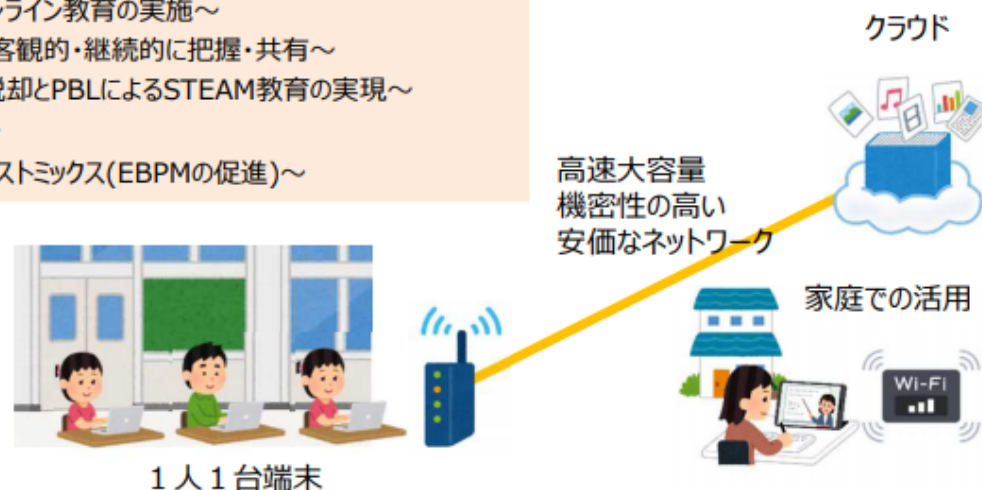 ライン教育の実施~
客観的・継続的に把握・共有~
却とPBLによるSTEAM教育の実現~
ストミックス(EBPMの促進)~
クラウド
高速大容量
機密性の高い
安価なネットワーク
家庭での活用
Wi-Fi
1人1台端末